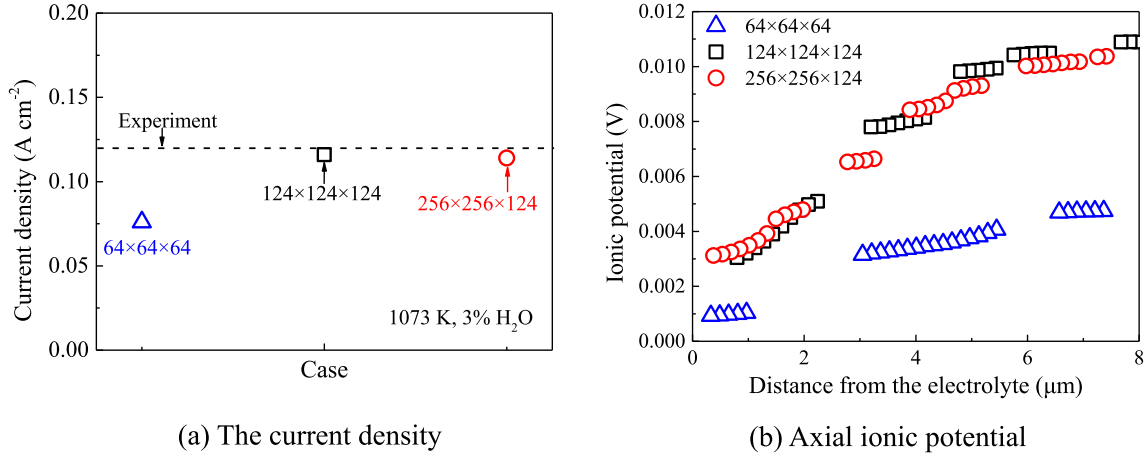 0.20
0.15
0.10
0.05
0.00
Current density (A cm⁻²)
Experiment
64×64×64
124×124×124
256×256×124
1073 K, 3% H₂O
Case
(a) The current density
0.012
0.010
0.008
0.006
0.004
0.002
0.000
Ionic potential (V)
64×64×64
124×124×124
256×256×124
0 2 4 6 8
Distance from the electrolyte (μm)
(b) Axial ionic potential